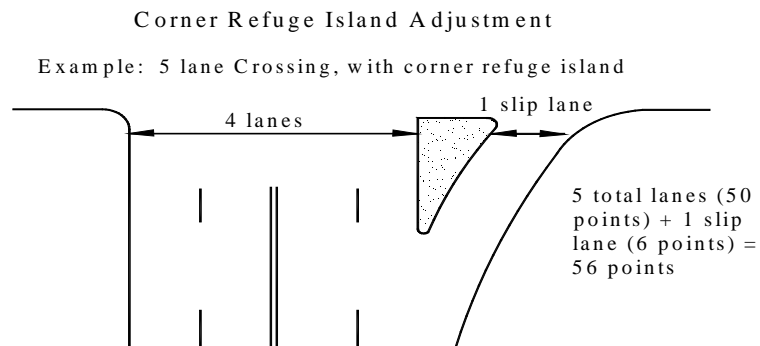 Corner Refuge Island Adjustment
Example: 5 lane Crossing, with corner refuge island
1 slip lane
4 lanes
5 total lanes (50
points) + 1 slip
lane (6 points) =
56 points